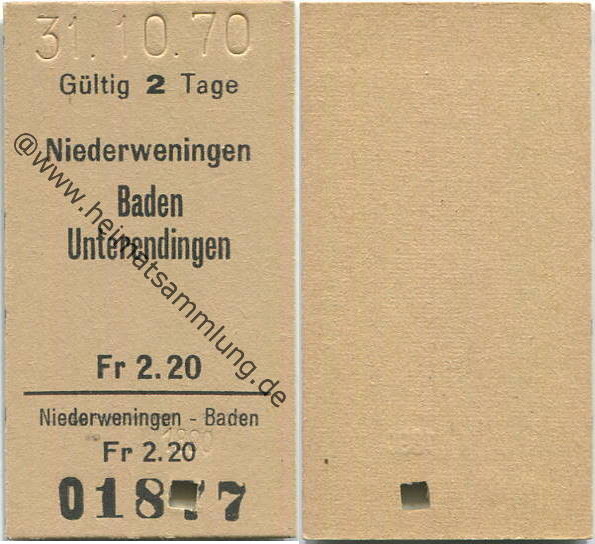 31.10.70
Gültig 2 Tage
Niederweningen
Baden
Unterendingen
Fr 2.20
Niederweningen - Baden
Fr 2.20
@www.heimatsammlung.de